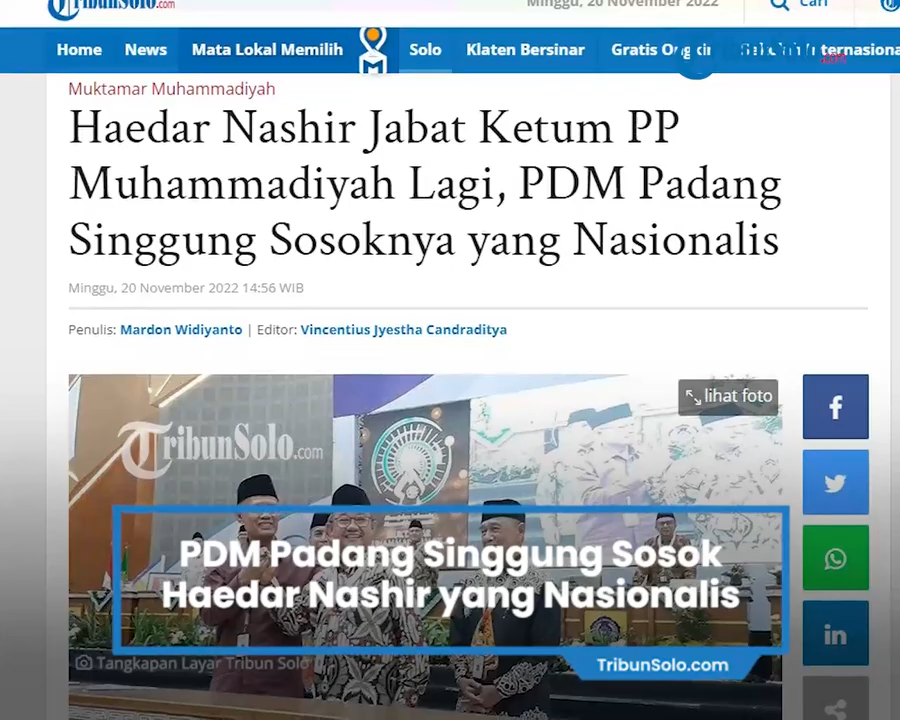 TribunSolo.com
Minggu, 20 November 2022
Cari
Home News Mata Lokal Memilih Solo Klaten Bersinar Gratis
Muktamar Muhammadiyah
Haedar Nashir Jabat Ketum PP
Muhammadiyah Lagi, PDM Padang
Singgung Sosoknya yang Nasionalis
Minggu, 20 November 2022 14:56 WIB
Penulis: Mardon Widiyanto | Editor: Vincentius Jyestha Candraditya
lihat foto
TribunSolo.com
PDM Padang Singgung Sosok
Haedar Nashir yang Nasionalis
Tangkapan Layar Tribun Solo
TribunSolo.com